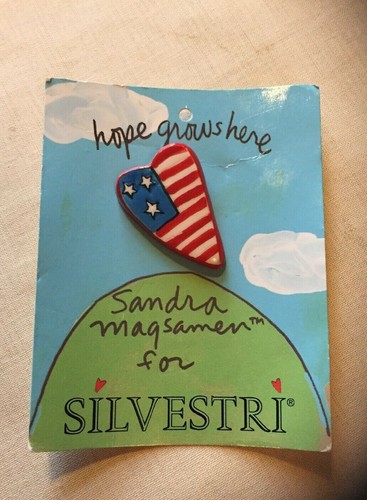 hope grows here
Sandra
magsamen™
for
SILVESTRI®